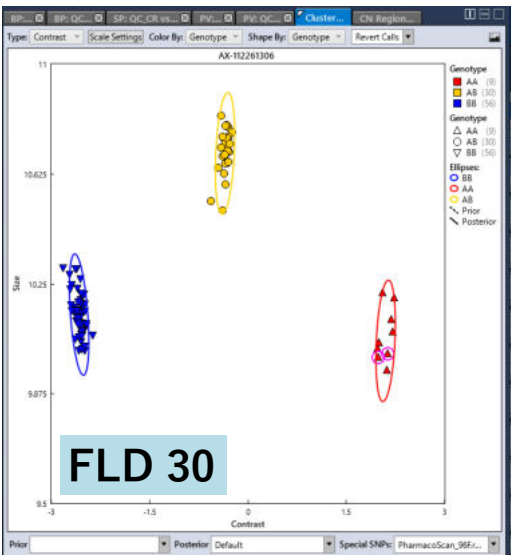 BP:... BP: QC... SP: QC_CR vs... PV:... PV: QC... Cluster... CN Region...
Type: Contrast Scale Settings Color By: Genotype Shape By: Genotype Revert Calls
AX-112261306
11
10.625
10.25
9.875
9.5
Size
-3 -1.5 0 1.5 3
Contrast
Genotype
AA (9)
AB (30)
BB (56)
Genotype
AA (9)
AB (30)
BB (56)
Ellipses:
BB
AA
AB
Prior
Posterior
FLD 30
Prior Posterior Default Special SNPs: PharmacoScan_96F.r...